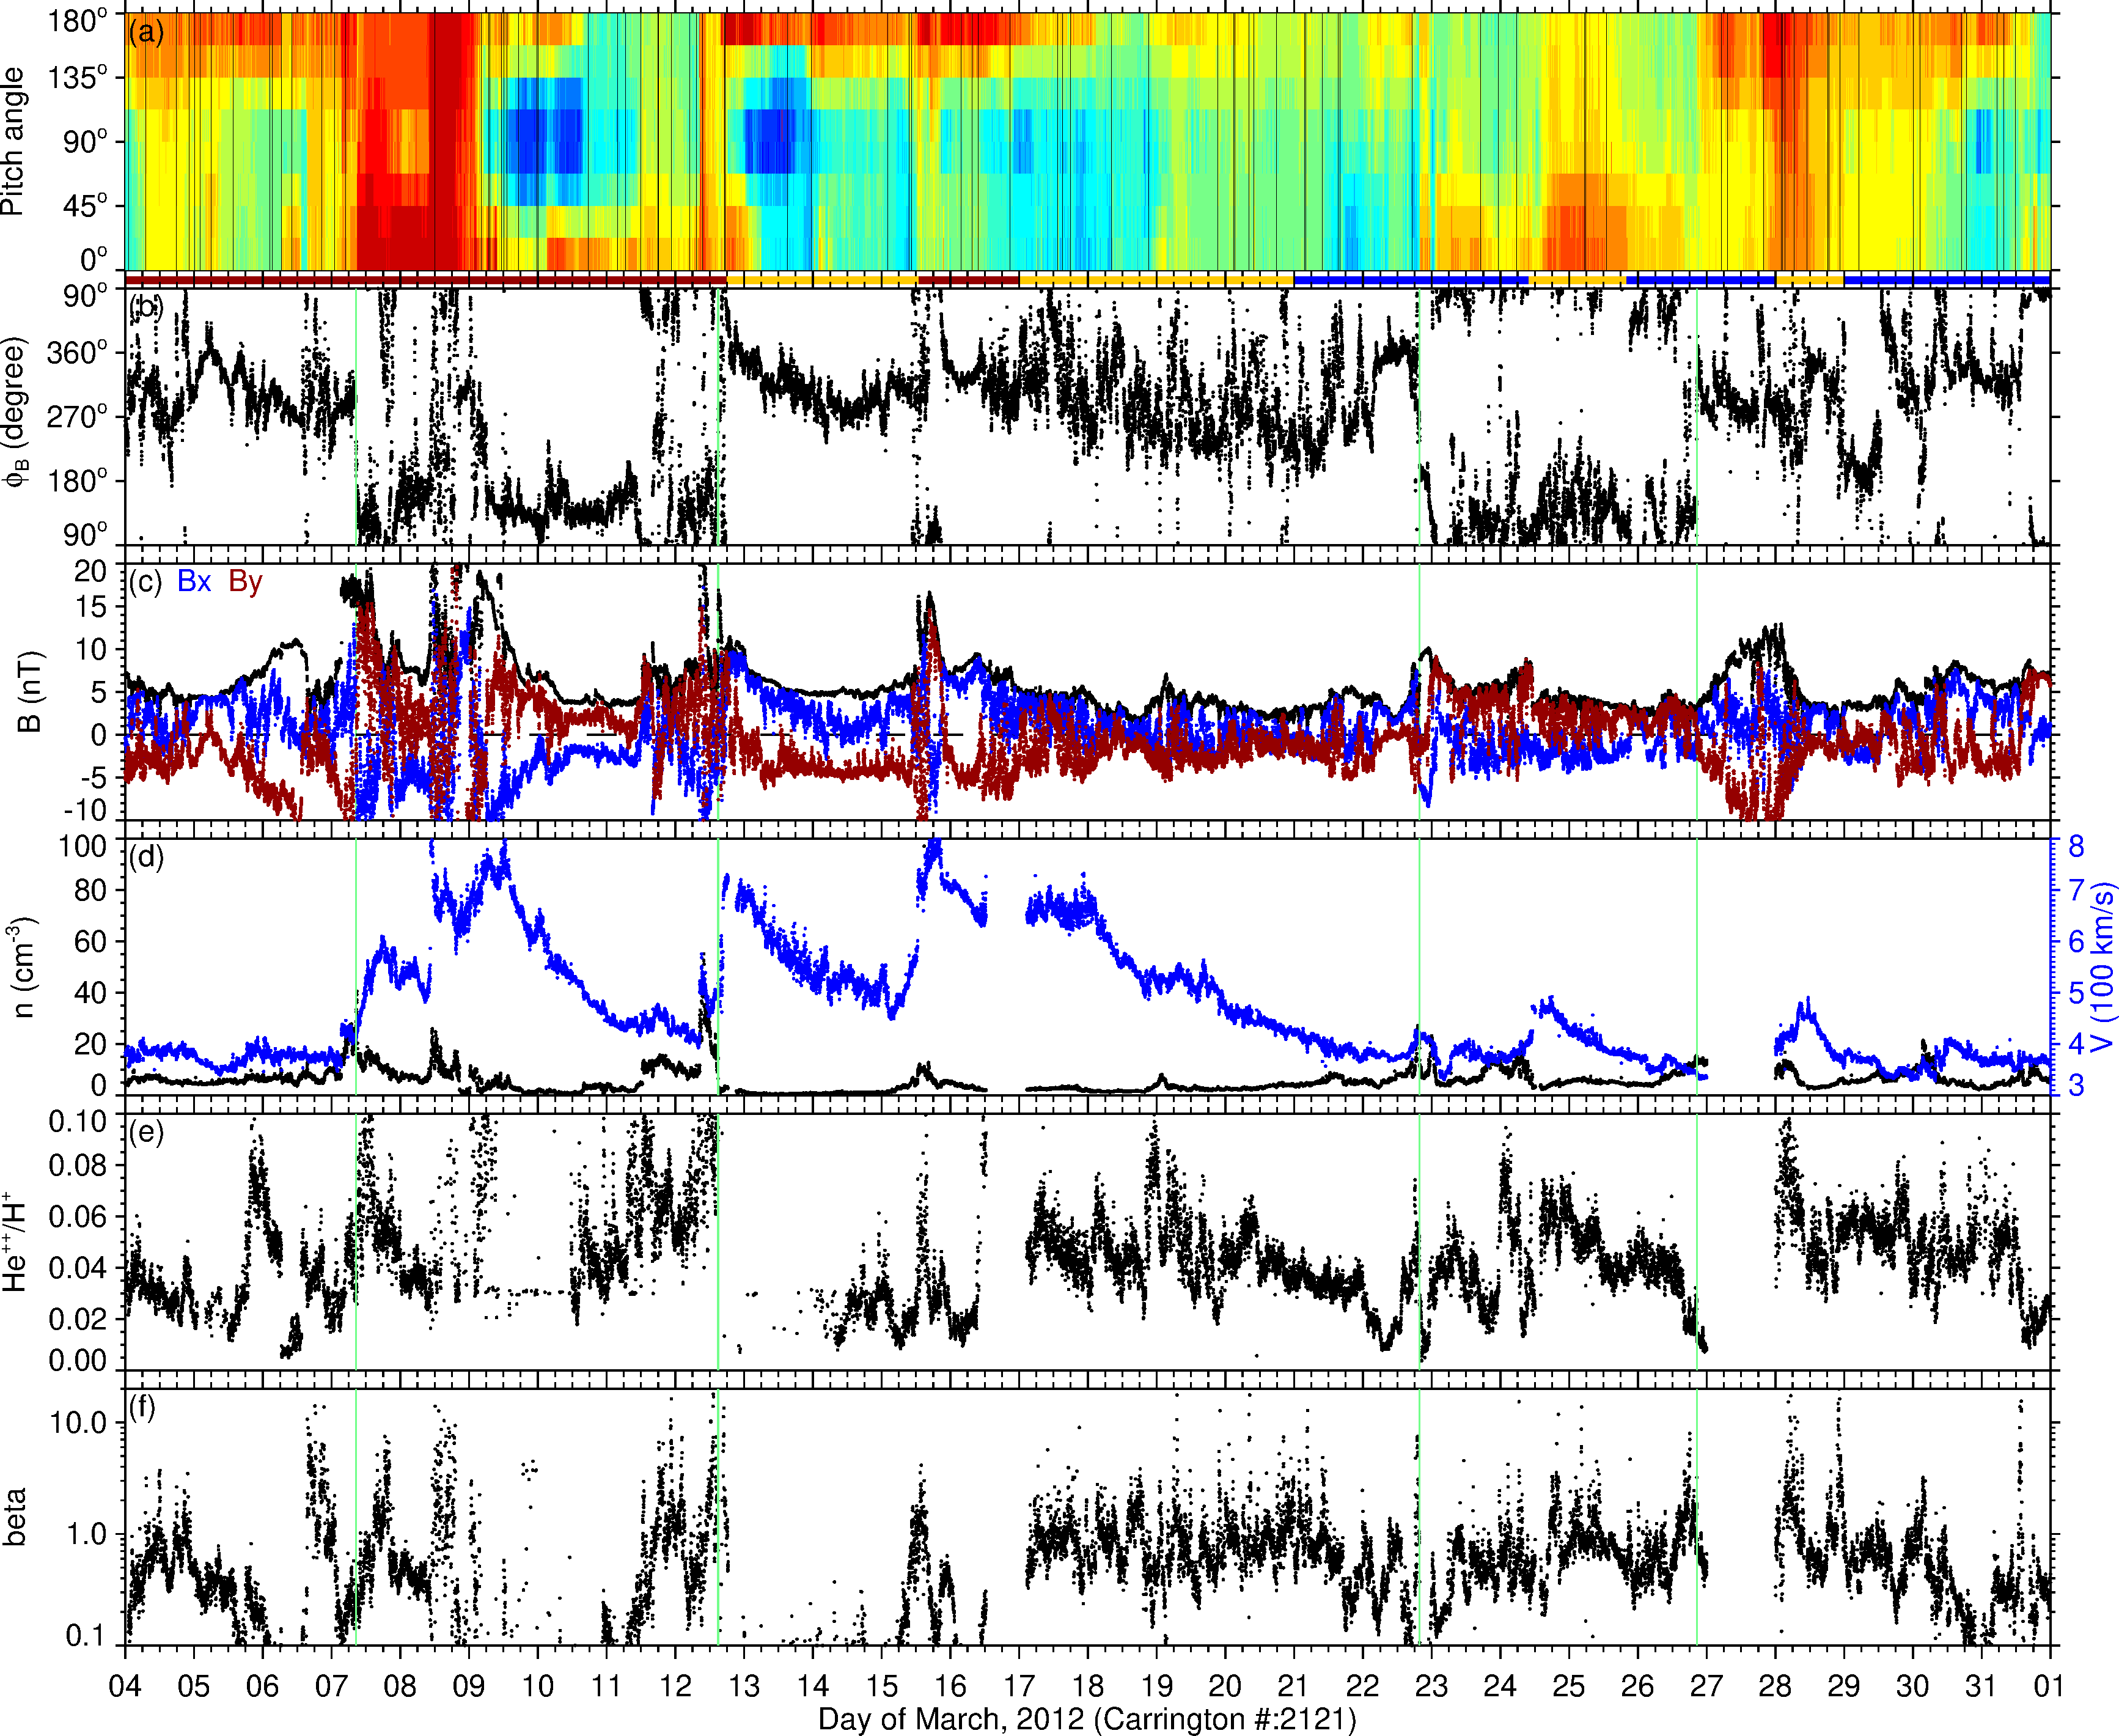 (a)
180°
135°
90°
45°
0°
Pitch angle
(b)
90°
360°
270°
180°
90°
ϕB (degree)
(c) Bx By
20
15
10
5
0
-5
-10
B (nT)
(d)
100
80
60
40
20
0
n (cm-3)
8
7
6
5
4
3
V (100 km/s)
(e)
0.10
0.08
0.06
0.04
0.02
0.00
He++/H+
(f)
10.0
1.0
0.1
beta
04 05 06 07 08 09 10 11 12 13 14 15 16 17 18 19 20 21 22 23 24 25 26 27 28 29 30 31 01
Day of March, 2012 (Carrington #:2121)